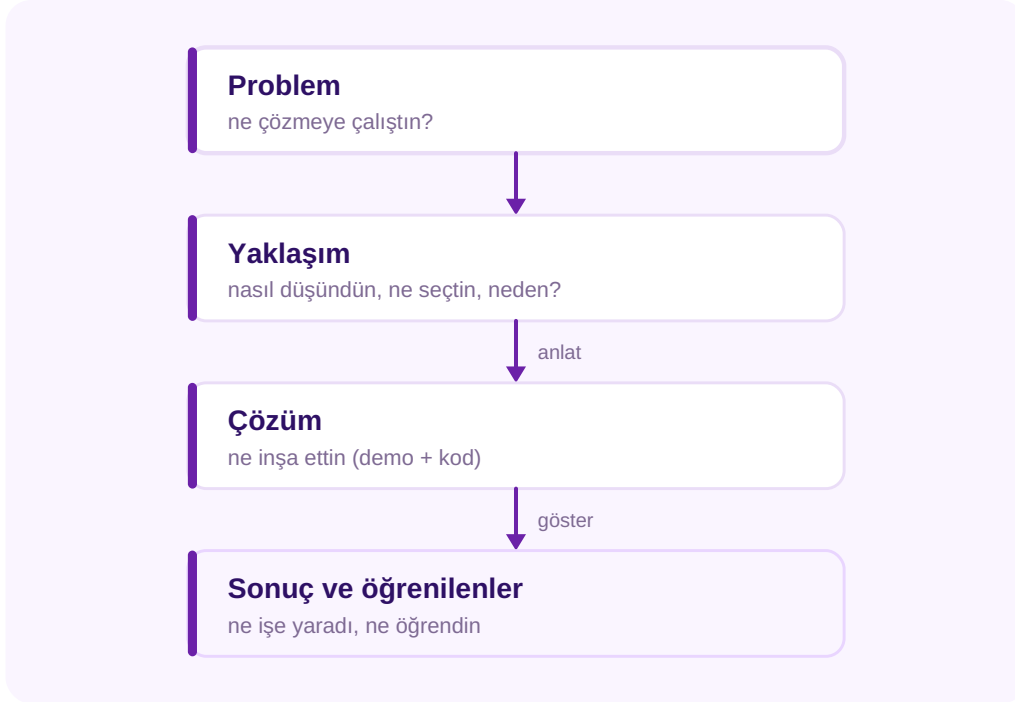 Problem
ne çözmeye çalıştın?
Yaklaşım
nasıl düşündün, ne seçtin, neden?
anlat
Çözüm
ne inşa ettin (demo + kod)
göster
Sonuç ve öğrenilenler
ne işe yaradı, ne öğrendin